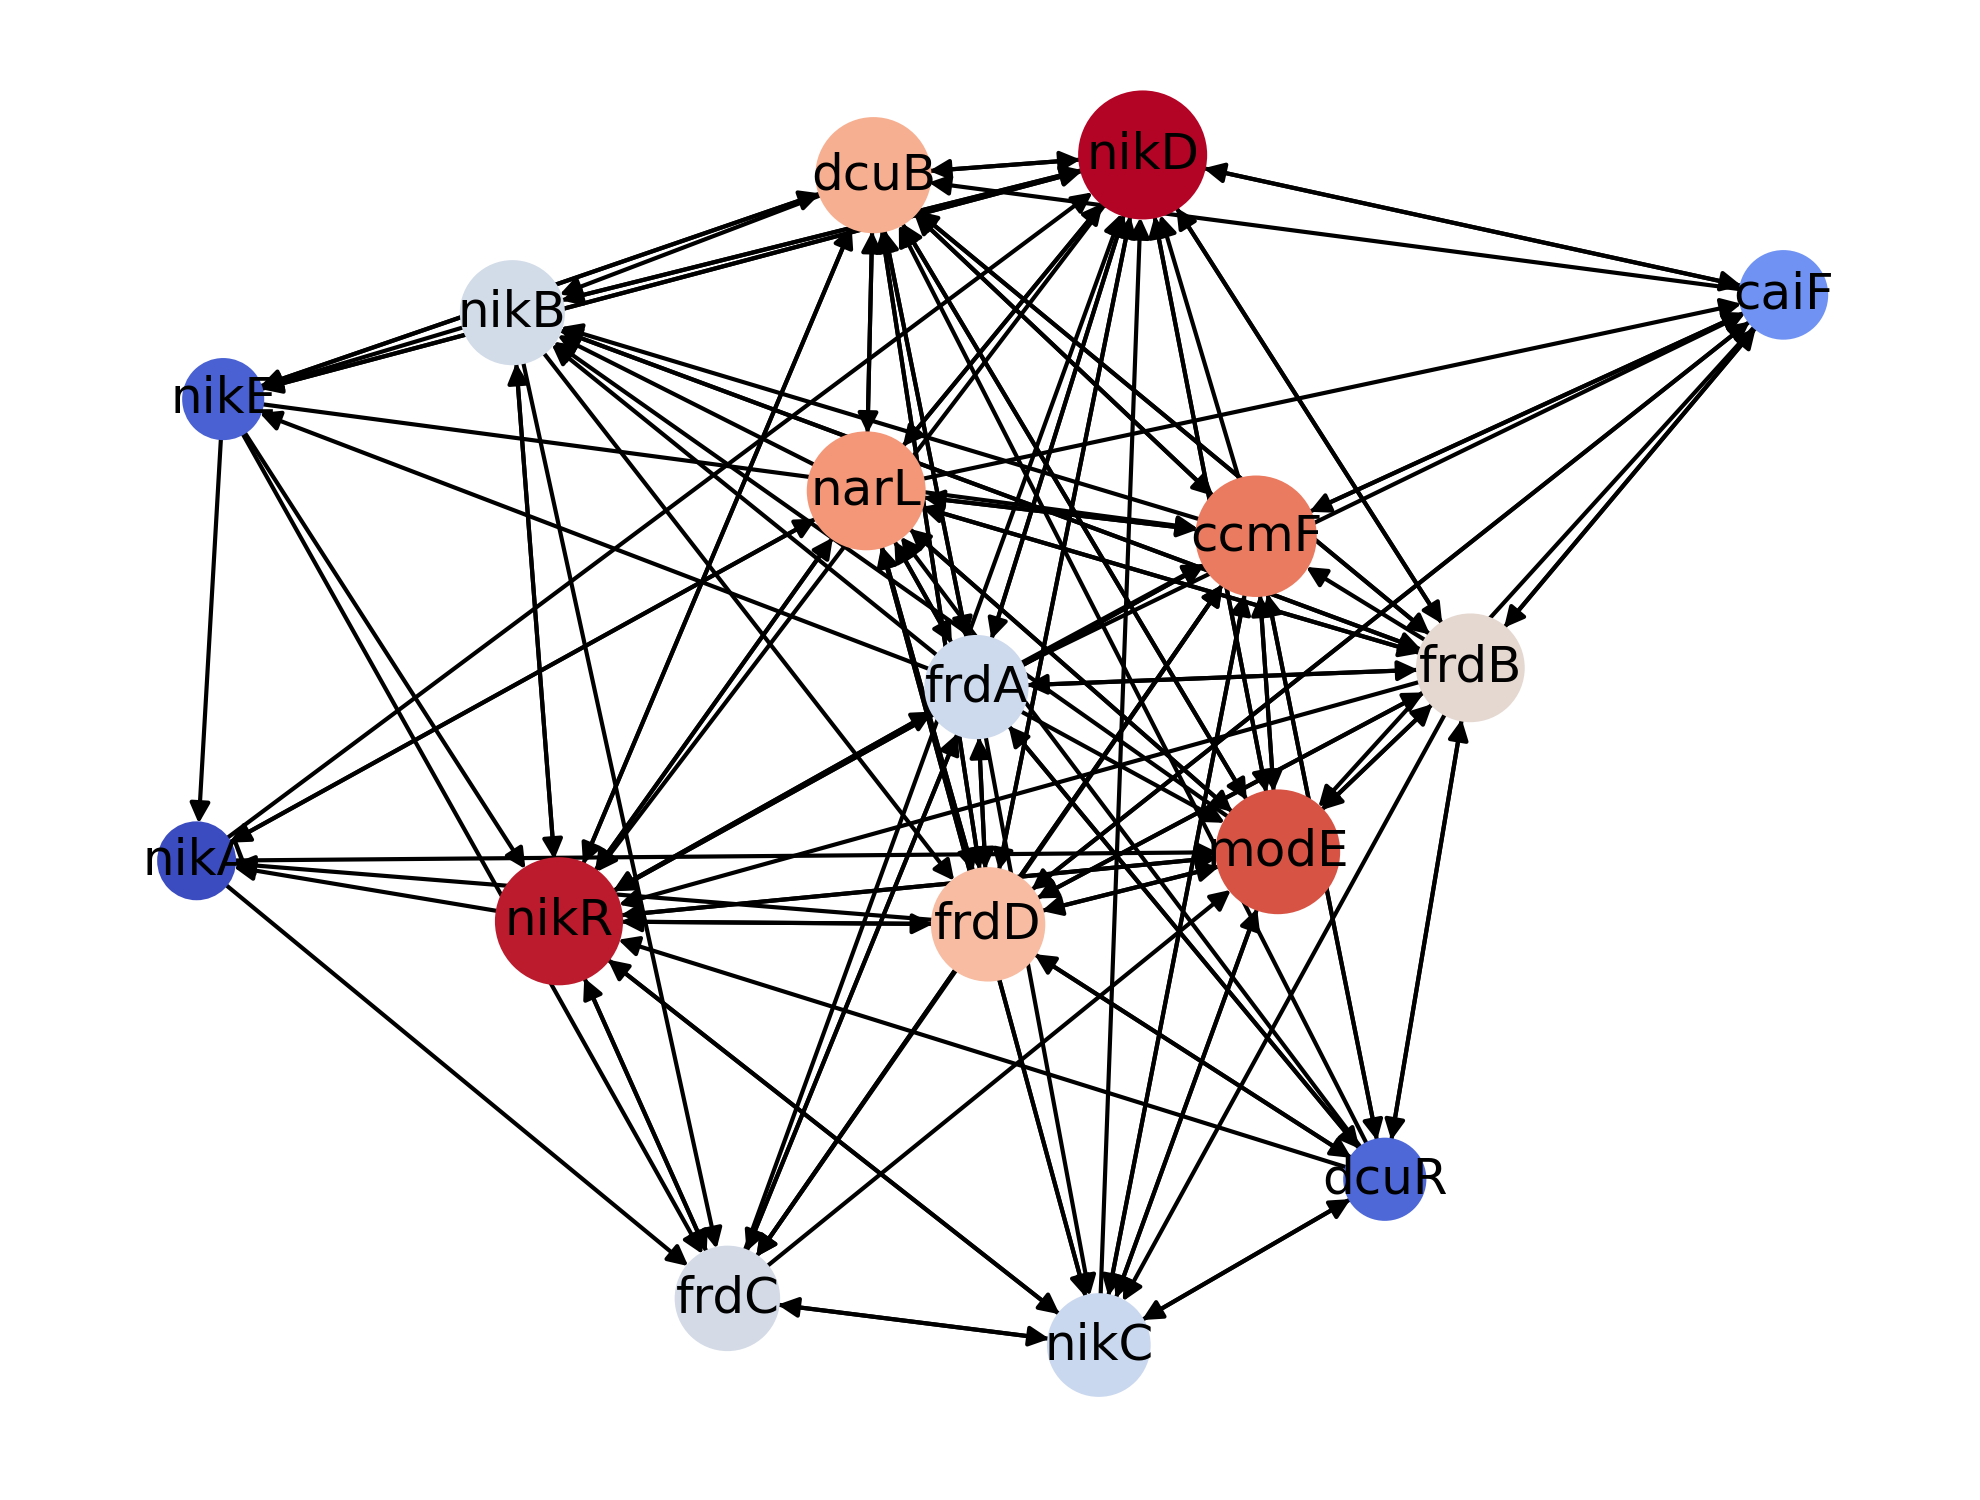 nikD
dcuB
caiF
nikB
nikE
narL
ccmF
frdB
frdA
modE
nikA
nikR
frdD
dcuR
frdC
nikC